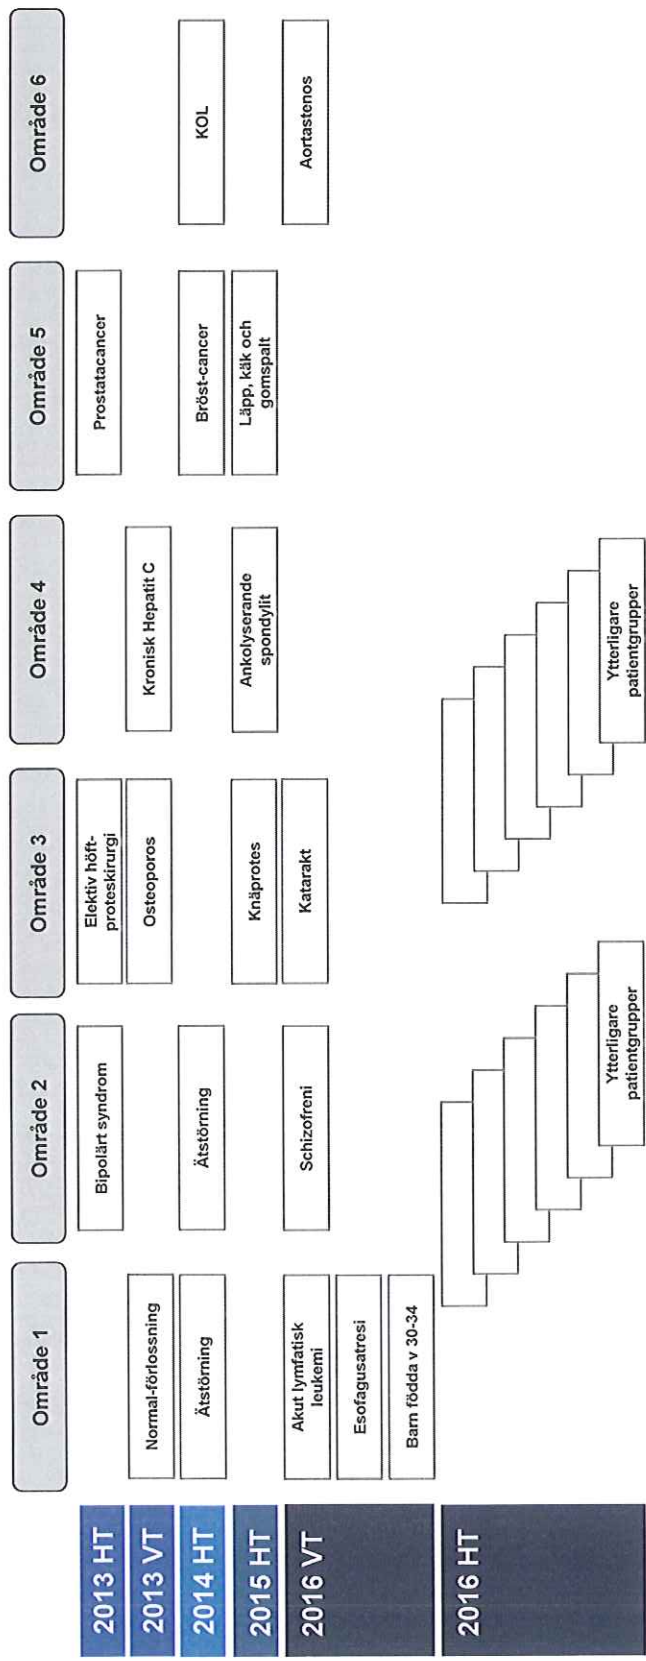 Område 1
Område 2
Område 3
Område 4
Område 5
Område 6
2013 HT
Bipolärt syndrom
Elektiv höft-
proteskirurgi
Prostatacancer
2013 VT
Normal-förlossning
Osteoporos
Kronisk Hepatit C
2014 HT
Ätstörning
Ätstörning
Bröst-cancer
KOL
2015 HT
Knäprotes
Ankolyserande
spondylit
Läpp, käk och
gomspalt
2016 VT
Akut lymfatisk
leukemi
Schizofreni
Katarakt
Aortastenos
Esofagusatresi
Barn födda v 30-34
2016 HT
Ytterligare
patientgrupper
Ytterligare
patientgrupper